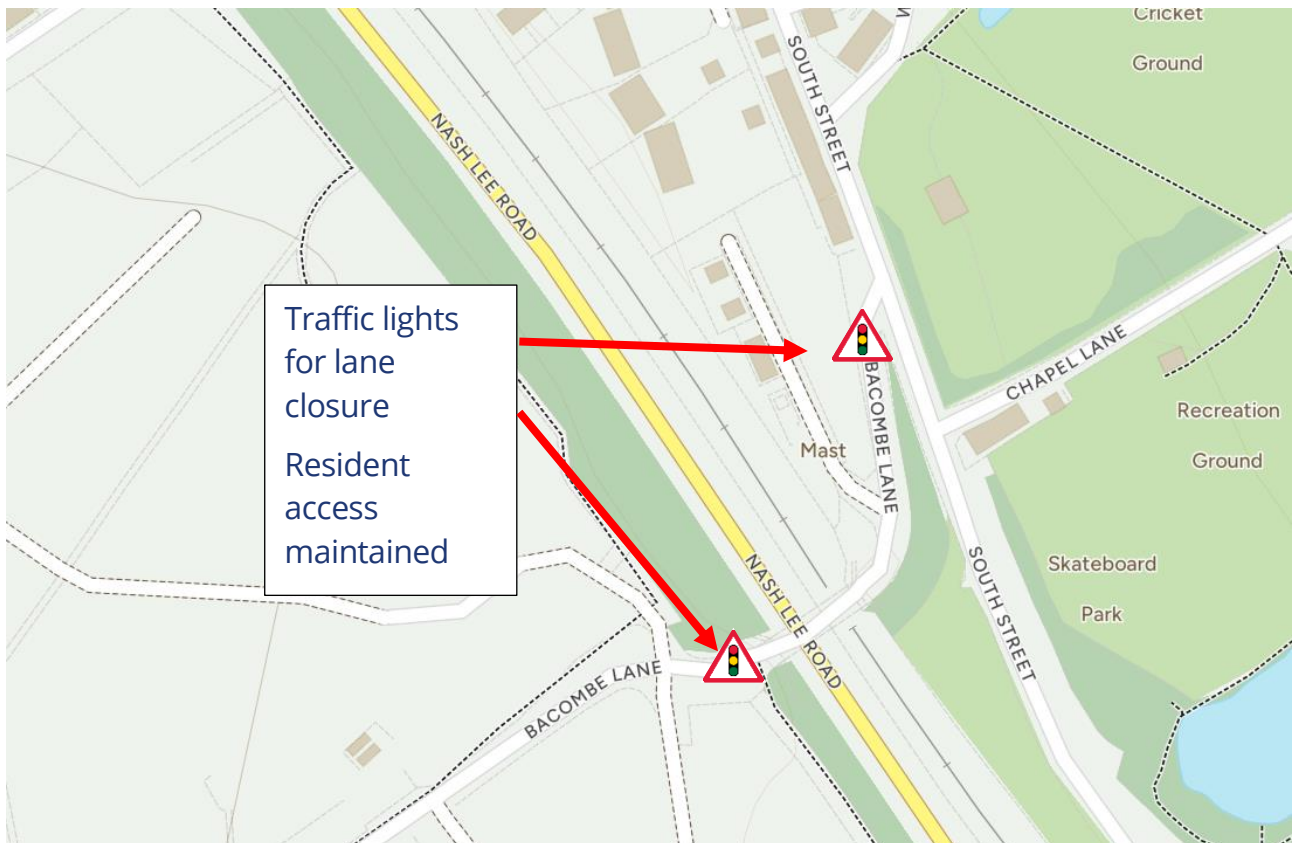 Cricket
Ground
SOUTH STREET
NASH LEE ROAD
Traffic lights
for lane
closure
Resident
access
maintained
CHAPEL LANE
BACOMBE LANE
Mast
Recreation
Ground
NASH LEE ROAD
SOUTH STREET
Skateboard
Park
BACOMBE LANE